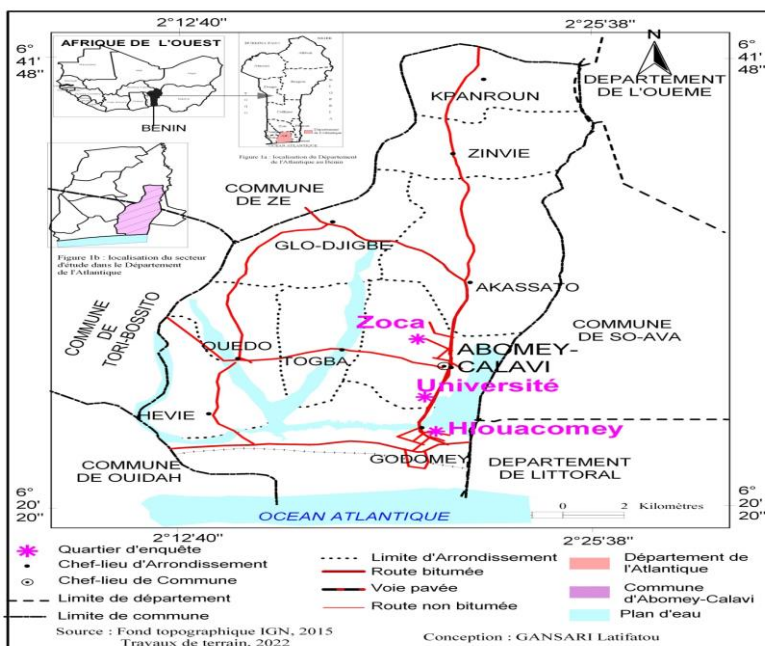 2°12'40" 2°25'38"
6°
41'
48"
6°
41'
48"
AFRIQUE DE L'OUEST
BENIN
Département
de l'Atlantique
OCEAN ATLANTIQUE
Figure 1a : localisation du Département
de l'Atlantique au Bénin
N
DEPARTEMENT
DE L'OUEME
KPANROUN
ZINVIE
COMMUNE
DE ZE
GLO-DJIGBE
Figure 1b : localisation du secteur
d'étude dans le Département
de l'Atlantique
AKASSATO
COMMUNE
DE
TORI-BOSSITO
Zoca
COMMUNE
DE SO-AVA
OUEDO
TOGBA
ABOMEY-
CALAVI
Université
HEVIE
Hlouacomey
GODOMEY
COMMUNE
DE OUIDAH
DEPARTEMENT
DE LITTORAL
6°
20'
20"
OCEAN ATLANTIQUE
0 2 Kilomètres
6°
20'
20"
2°12'40" 2°25'38"
Quartier d'enquête
Chef-lieu d'Arrondissement
Chef-lieu de Commune
Limite de département
Limite de commune
Limite d'Arrondissement
Route bitumée
Voie pavée
Route non bitumée
Département de
l'Atlantique
Commune
d'Abomey-Calavi
Plan d'eau
Source : Fond topographique IGN, 2015
Travaux de terrain, 2022
Conception : GANSARI Latifatou